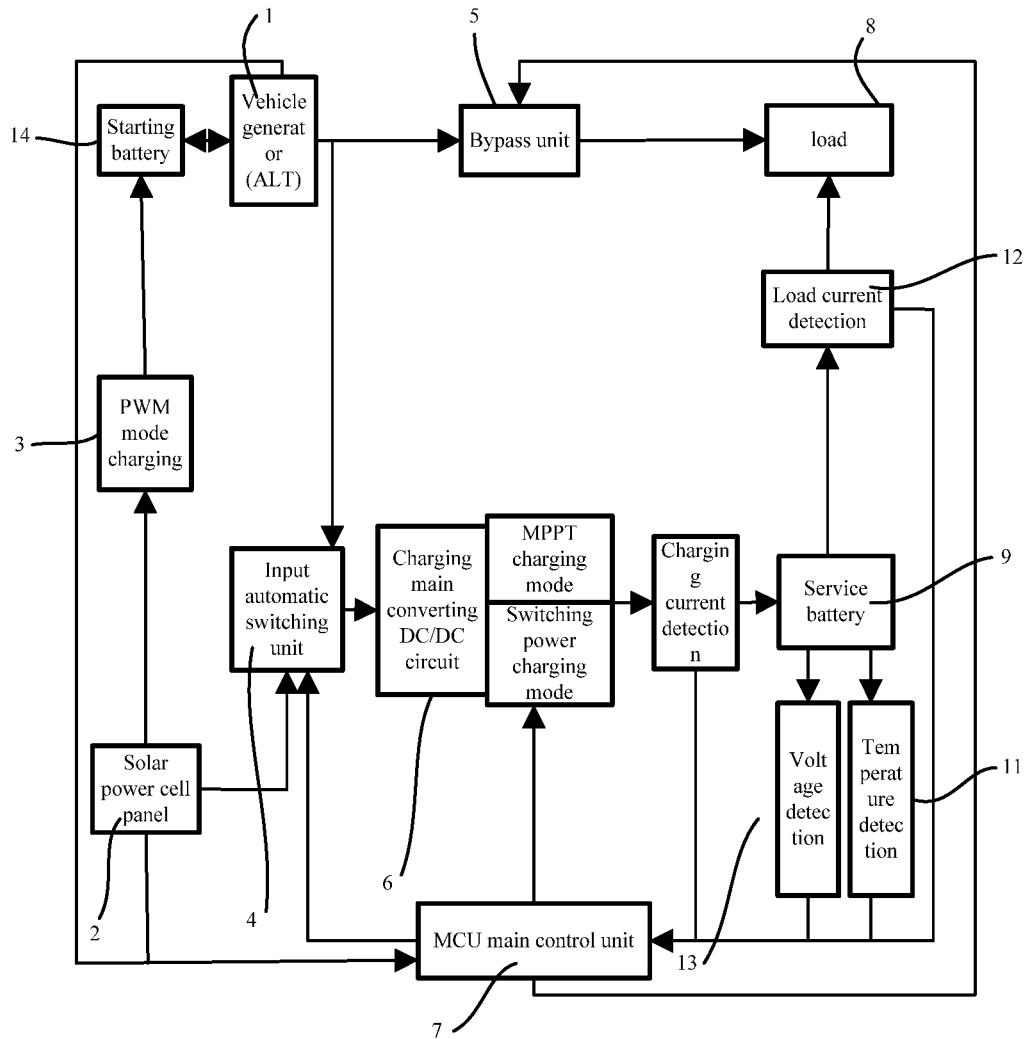 1
5
8
14
Starting
battery
Vehicle
generat
or
(ALT)
Bypass unit
load
12
Load current
detection
3
PWM
mode
charging
Input
automatic
switching
unit
Charging
main
converting
DC/DC
circuit
MPPT
charging
mode
Switching
power
charging
mode
Chargin
g
current
detectio
n
Service
battery
9
Solar
power cell
panel
Volt
age detec
tion
Tem
perat
ure detec
tion
11
2
4
6
MCU main control unit
13
7